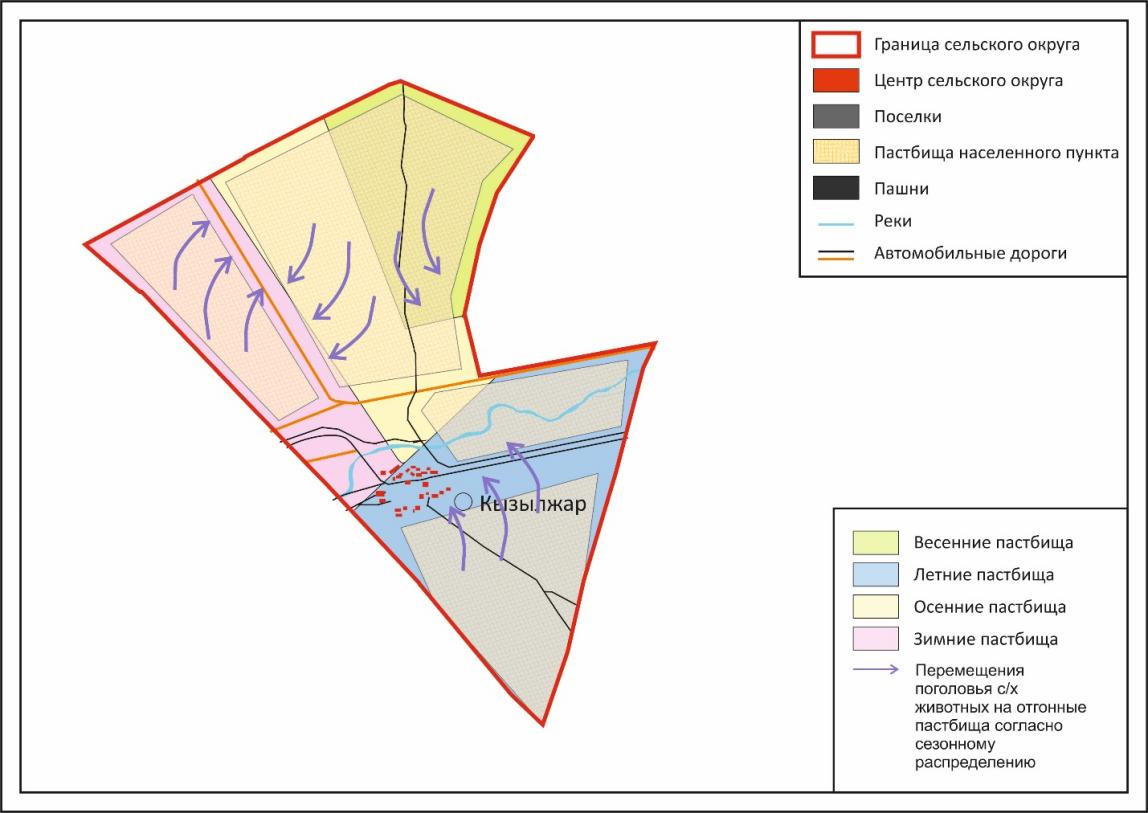 Граница сельского округа
Центр сельского округа
Поселки
Пастбища населенного пункта
Пашни
Реки
Автомобильные дороги
Кызылжар
Весенние пастбища
Летние пастбища
Осенние пастбища
Зимние пастбища
Перемещения
поголовья с/х
животных на отгонные
пастбища согласно
сезонному
распределению